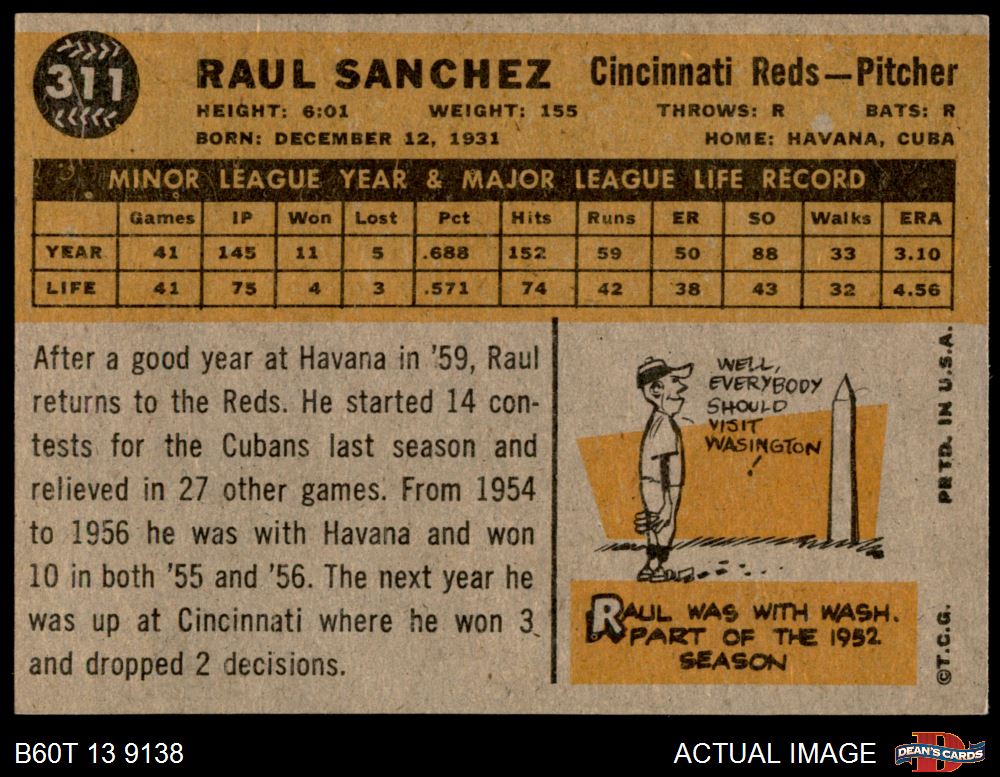 311
RAUL SANCHEZ Cincinnati Reds—Pitcher
HEIGHT: 6:01 WEIGHT: 155 THROWS: R BATS: R
BORN: DECEMBER 12, 1931 HOME: HAVANA, CUBA
MINOR LEAGUE YEAR & MAJOR LEAGUE LIFE RECORD
Games IP Won Lost Pct Hits Runs ER SO Walks ERA
YEAR 41 145 11 5 .688 152 59 50 88 33 3.10
LIFE 41 75 4 3 .571 74 42 38 43 32 4.56
After a good year at Havana in '59, Raul
returns to the Reds. He started 14 con-
tests for the Cubans last season and
relieved in 27 other games. From 1954
to 1956 he was with Havana and won
10 in both '55 and '56. The next year he
was up at Cincinnati where he won 3
and dropped 2 decisions.
WELL,
EVERYBODY
SHOULD
VISIT
WASINGTON
!
RAUL WAS WITH WASH.
PART OF THE 1952
SEASON
©T.C.G. PRTD. IN U.S.A.
B60T 13 9138 ACTUAL IMAGE DEAN'S CARDS